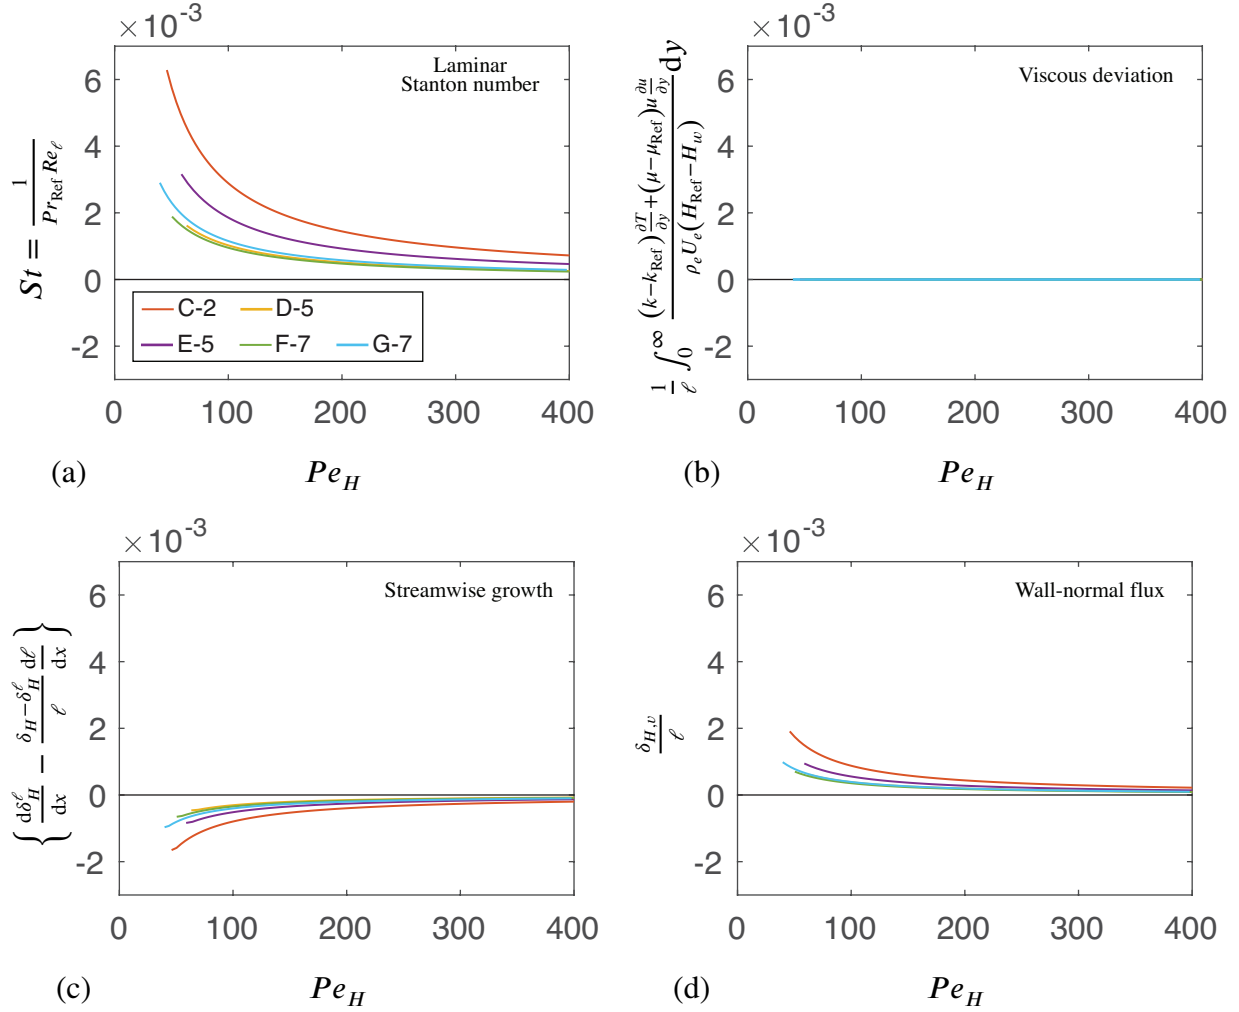 ×10⁻³
6
4
2
0
-2
0 100 200 300 400
Laminar
Stanton number
St = 1 / (Pr_Ref Re_ℓ)
C-2 D-5
E-5 F-7 G-7
(a) Pe_H
×10⁻³
6
4
2
0
-2
0 100 200 300 400
Viscous deviation
1/ℓ ∫₀^∞ ((k−k_Ref) ∂T/∂y + (μ−μ_Ref) u ∂u/∂y) / (ρ_e U_e (H_Ref−H_w)) dy
(b) Pe_H
×10⁻³
6
4
2
0
-2
0 100 200 300 400
Streamwise growth
{ dδ_H^ℓ/dx − (δ_H−δ_H^ℓ)/ℓ dℓ/dx }
(c) Pe_H
×10⁻³
6
4
2
0
-2
0 100 200 300 400
Wall-normal flux
δ_{H,v}/ℓ
(d) Pe_H